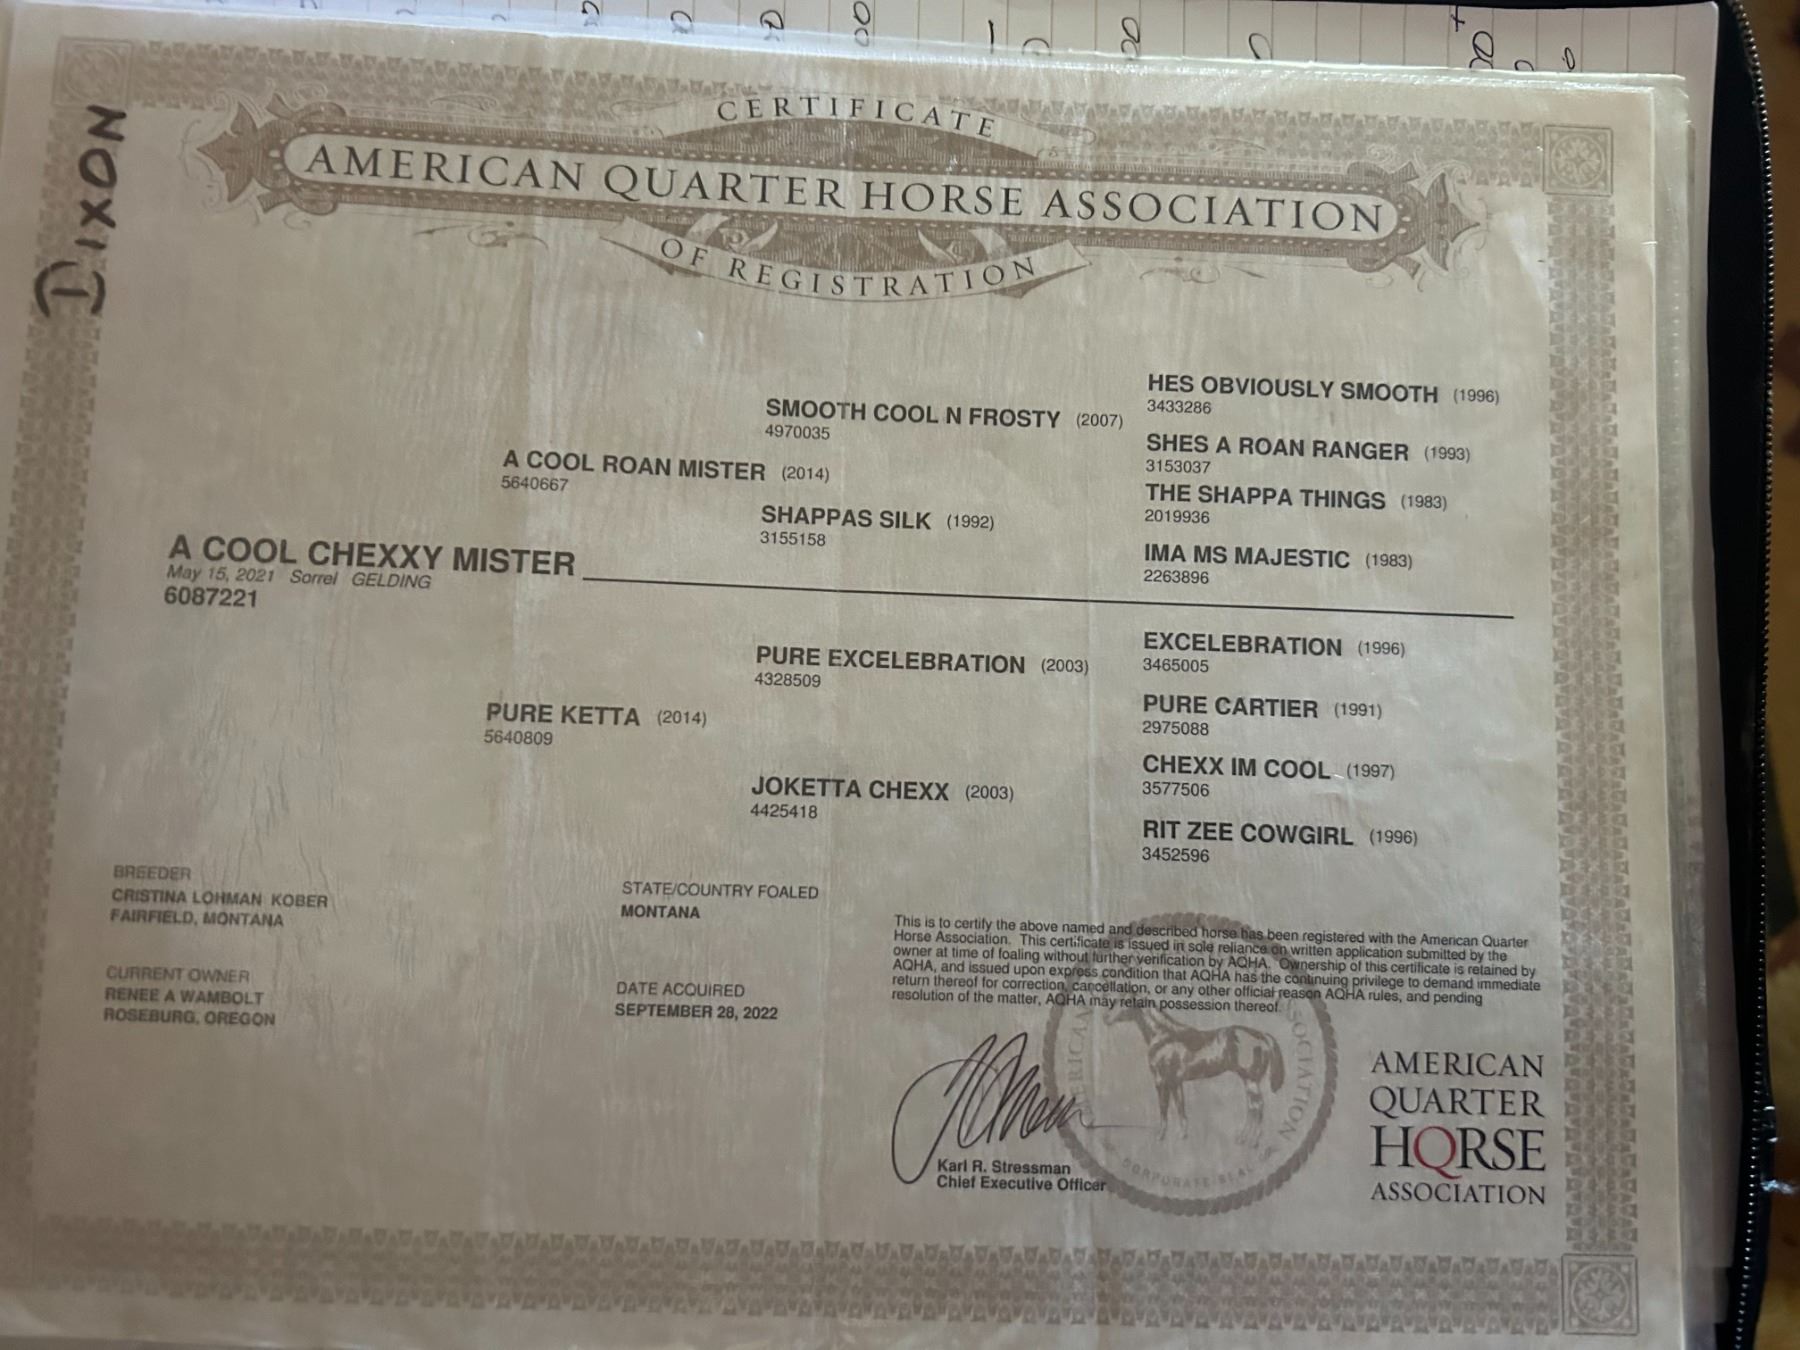 DIXON
CERTIFICATE
AMERICAN QUARTER HORSE ASSOCIATION
OF REGISTRATION
HES OBVIOUSLY SMOOTH (1996)
3433286
SMOOTH COOL N FROSTY (2007)
4970035
SHES A ROAN RANGER (1993)
3153037
A COOL ROAN MISTER (2014)
5640667
THE SHAPPA THINGS (1983)
2019936
SHAPPAS SILK (1992)
3155158
IMA MS MAJESTIC (1983)
2263896
A COOL CHEXXY MISTER
May 15, 2021 Sorrel GELDING
6087221
EXCELEBRATION (1996)
3465005
PURE EXCELEBRATION (2003)
4328509
PURE CARTIER (1991)
2975088
PURE KETTA (2014)
5640809
CHEXX IM COOL (1997)
3577506
JOKETTA CHEXX (2003)
4425418
RIT ZEE COWGIRL (1996)
3452596
BREEDER
CRISTINA LOHMAN KOBER
FAIRFIELD, MONTANA
STATE/COUNTRY FOALED
MONTANA
CURRENT OWNER
RENEE A WAMBOLT
ROSEBURG, OREGON
DATE ACQUIRED
SEPTEMBER 28, 2022
This is to certify the above named and described horse has been registered with the American Quarter
Horse Association. This certificate is issued in sole reliance on written application submitted by the
owner at time of foaling without further verification by AQHA. Ownership of this certificate is retained by
AQHA, and issued upon express condition that AQHA has the continuing privilege to demand immediate
return thereof for correction, cancellation, or any other official reason AQHA rules, and pending
resolution of the matter, AQHA may retain possession thereof.
Karl R. Stressman
Chief Executive Officer
CORPORATE SEAL
AMERICAN
QUARTER
HORSE
ASSOCIATION